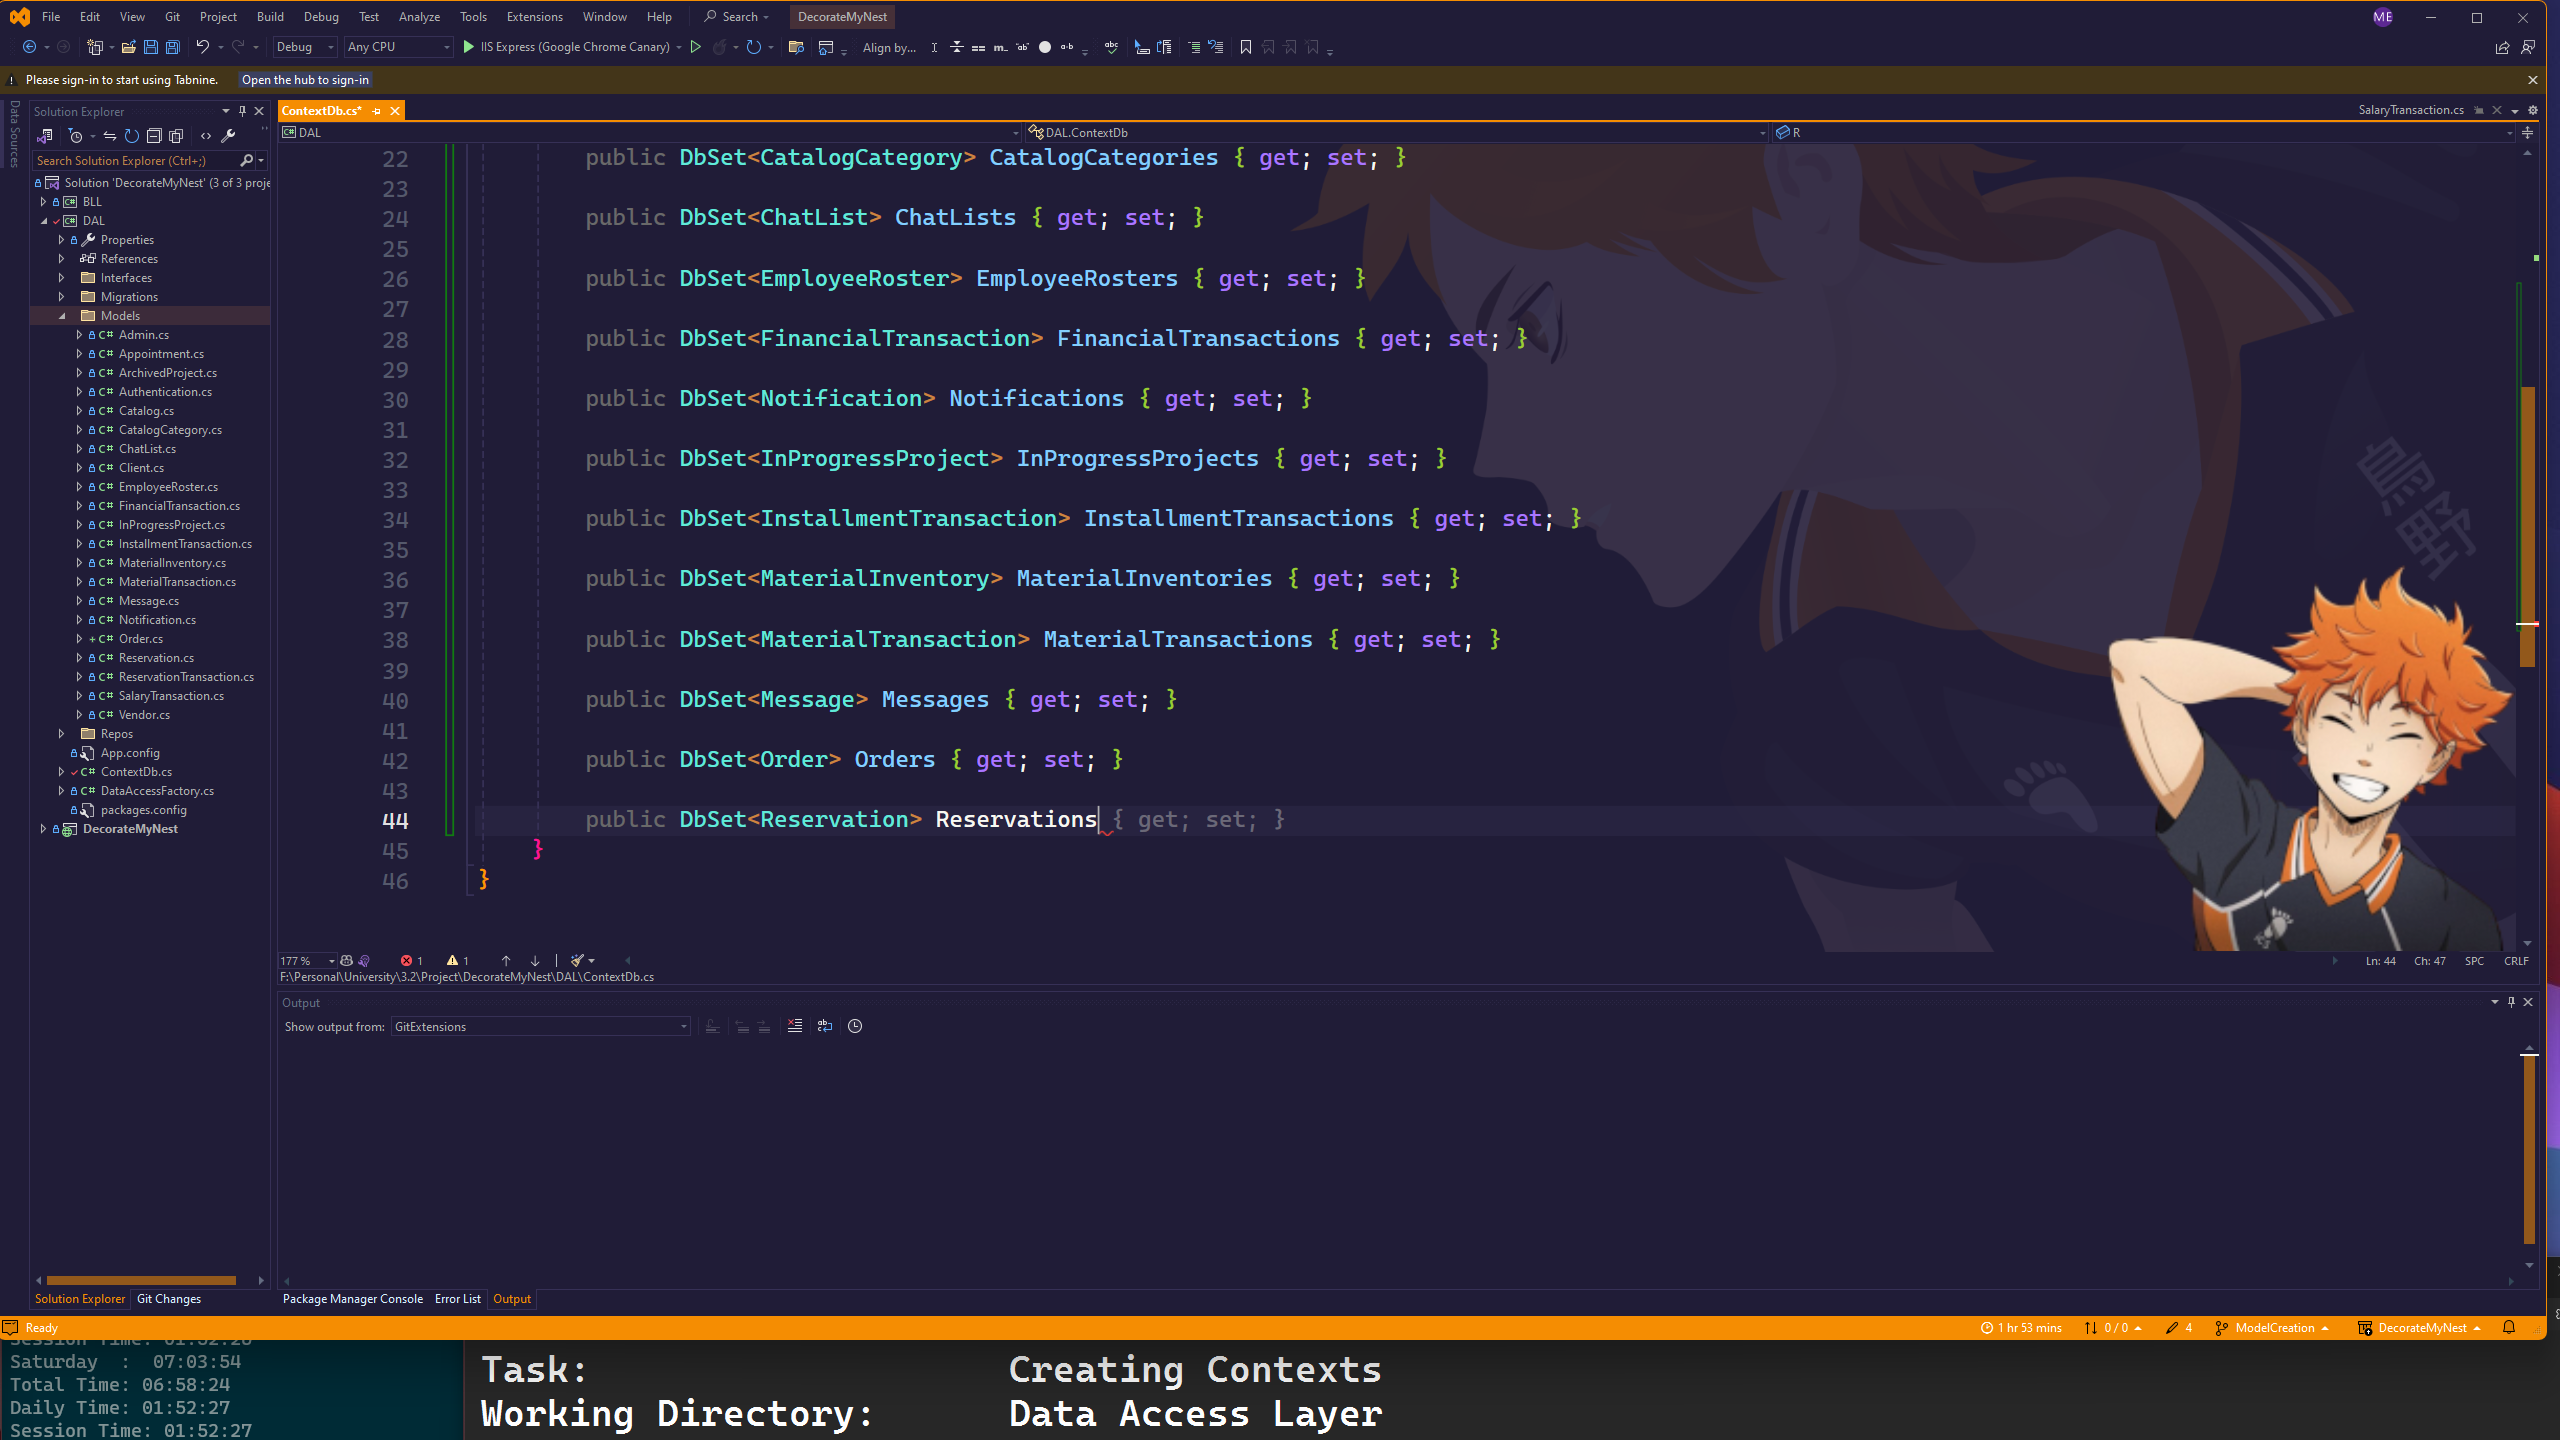 File Edit View Git Project Build Debug Test Analyze Tools Extensions Window Help Search DecorateMyNest ME
Debug Any CPU IIS Express (Google Chrome Canary) Align by...
Please sign-in to start using Tabnine. Open the hub to sign-in
Data Sources
Solution Explorer
Search Solution Explorer (Ctrl+;)
Solution 'DecorateMyNest' (3 of 3 proje
BLL
DAL
Properties
References
Interfaces
Migrations
Models
C# Admin.cs
C# Appointment.cs
C# ArchivedProject.cs
C# Authentication.cs
C# Catalog.cs
C# CatalogCategory.cs
C# ChatList.cs
C# Client.cs
C# EmployeeRoster.cs
C# FinancialTransaction.cs
C# InProgressProject.cs
C# InstallmentTransaction.cs
C# MaterialInventory.cs
C# MaterialTransaction.cs
C# Message.cs
C# Notification.cs
C# Order.cs
C# Reservation.cs
C# ReservationTransaction.cs
C# SalaryTransaction.cs
C# Vendor.cs
Repos
App.config
C# ContextDb.cs
C# DataAccessFactory.cs
packages.config
DecorateMyNest
Solution Explorer Git Changes
ContextDb.cs* SalaryTransaction.cs
DAL DAL.ContextDb R
22 public DbSet<CatalogCategory> CatalogCategories { get; set; }
23
24 public DbSet<ChatList> ChatLists { get; set; }
25
26 public DbSet<EmployeeRoster> EmployeeRosters { get; set; }
27
28 public DbSet<FinancialTransaction> FinancialTransactions { get; set; }
29
30 public DbSet<Notification> Notifications { get; set; }
31
32 public DbSet<InProgressProject> InProgressProjects { get; set; }
33
34 public DbSet<InstallmentTransaction> InstallmentTransactions { get; set; }
35
36 public DbSet<MaterialInventory> MaterialInventories { get; set; }
37
38 public DbSet<MaterialTransaction> MaterialTransactions { get; set; }
39
40 public DbSet<Message> Messages { get; set; }
41
42 public DbSet<Order> Orders { get; set; }
43
44 public DbSet<Reservation> Reservations { get; set; }
45 }
46 }
烏野
177 % 1 1 Ln: 44 Ch: 47 SPC CRLF
F:\Personal\University\3.2\Project\DecorateMyNest\DAL\ContextDb.cs
Output
Show output from: GitExtensions
Package Manager Console Error List Output
Ready 1 hr 53 mins 0 / 0 4 ModelCreation DecorateMyNest
Saturday : 07:03:54
Total Time: 06:58:24
Daily Time: 01:52:27
Session Time: 01:52:27
Task: Creating Contexts
Working Directory: Data Access Layer